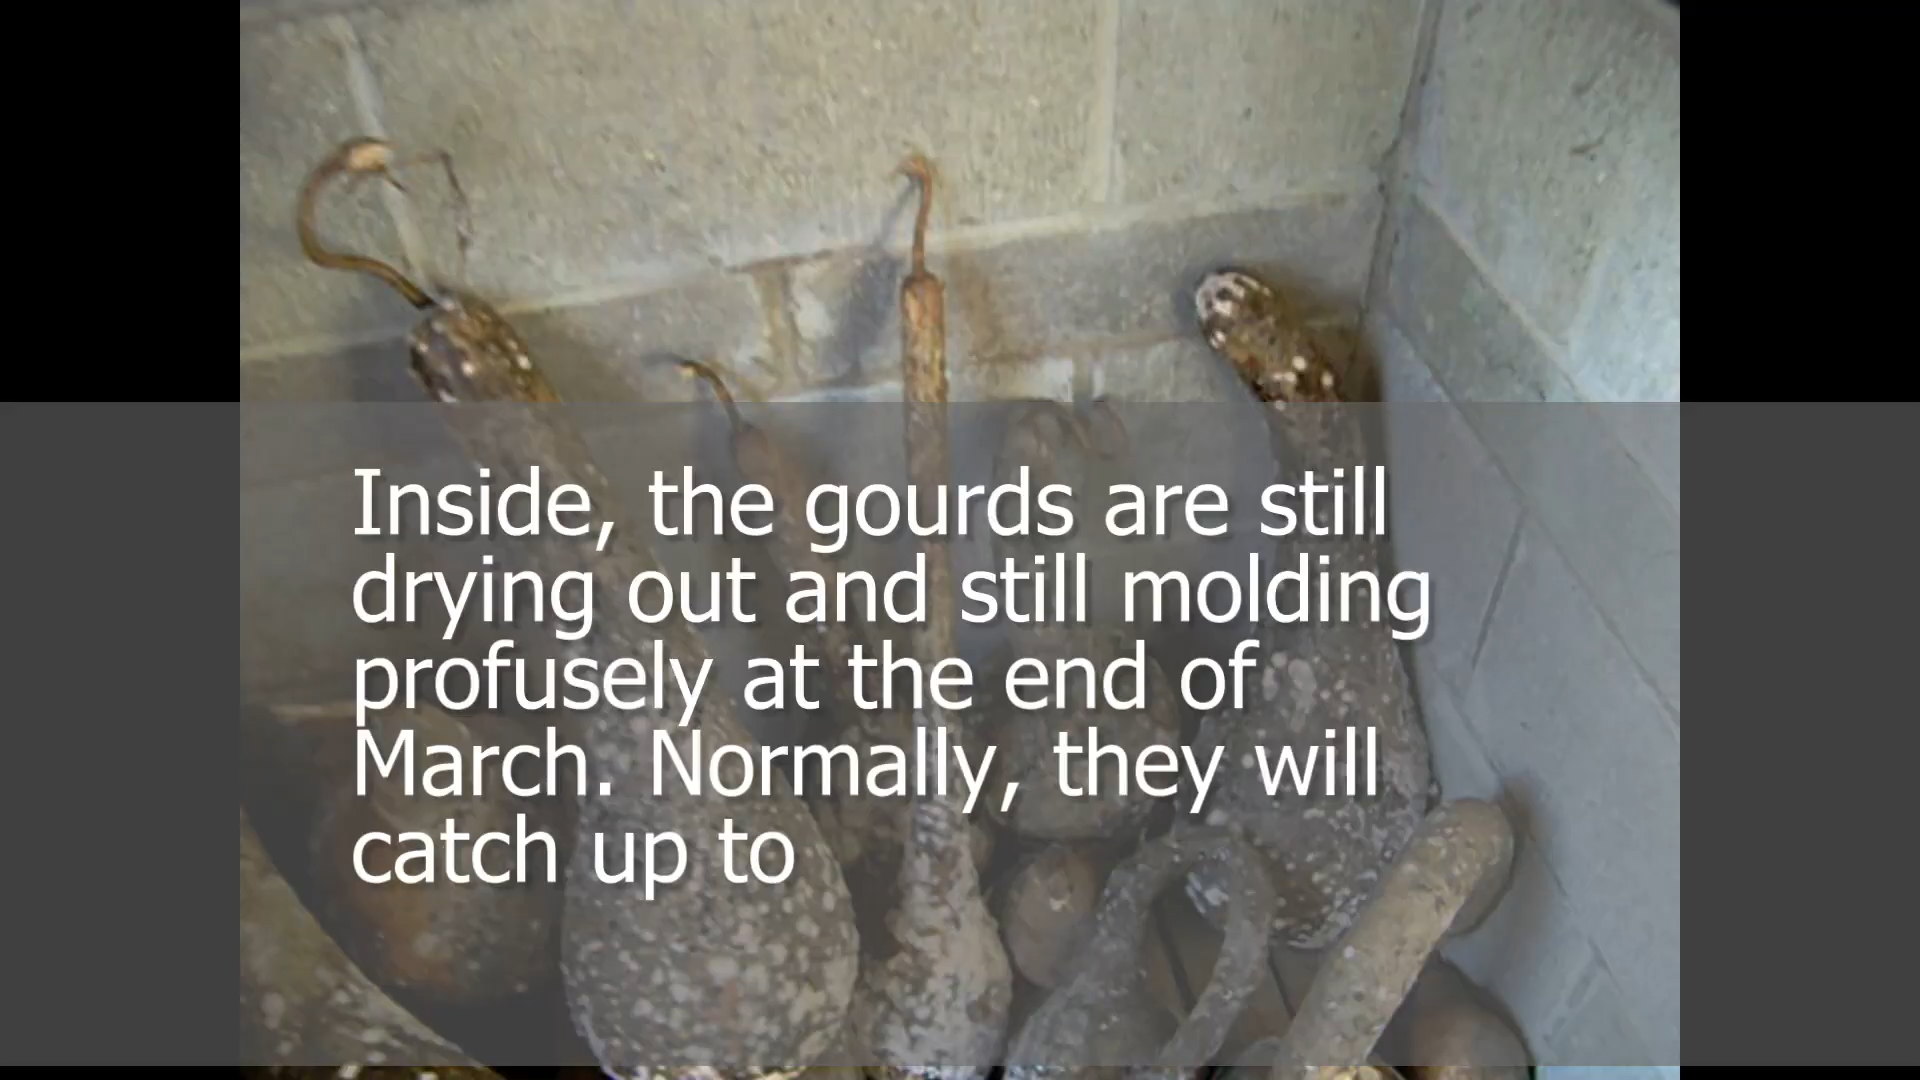 Inside, the gourds are still
drying out and still molding
profusely at the end of
March. Normally, they will
catch up to